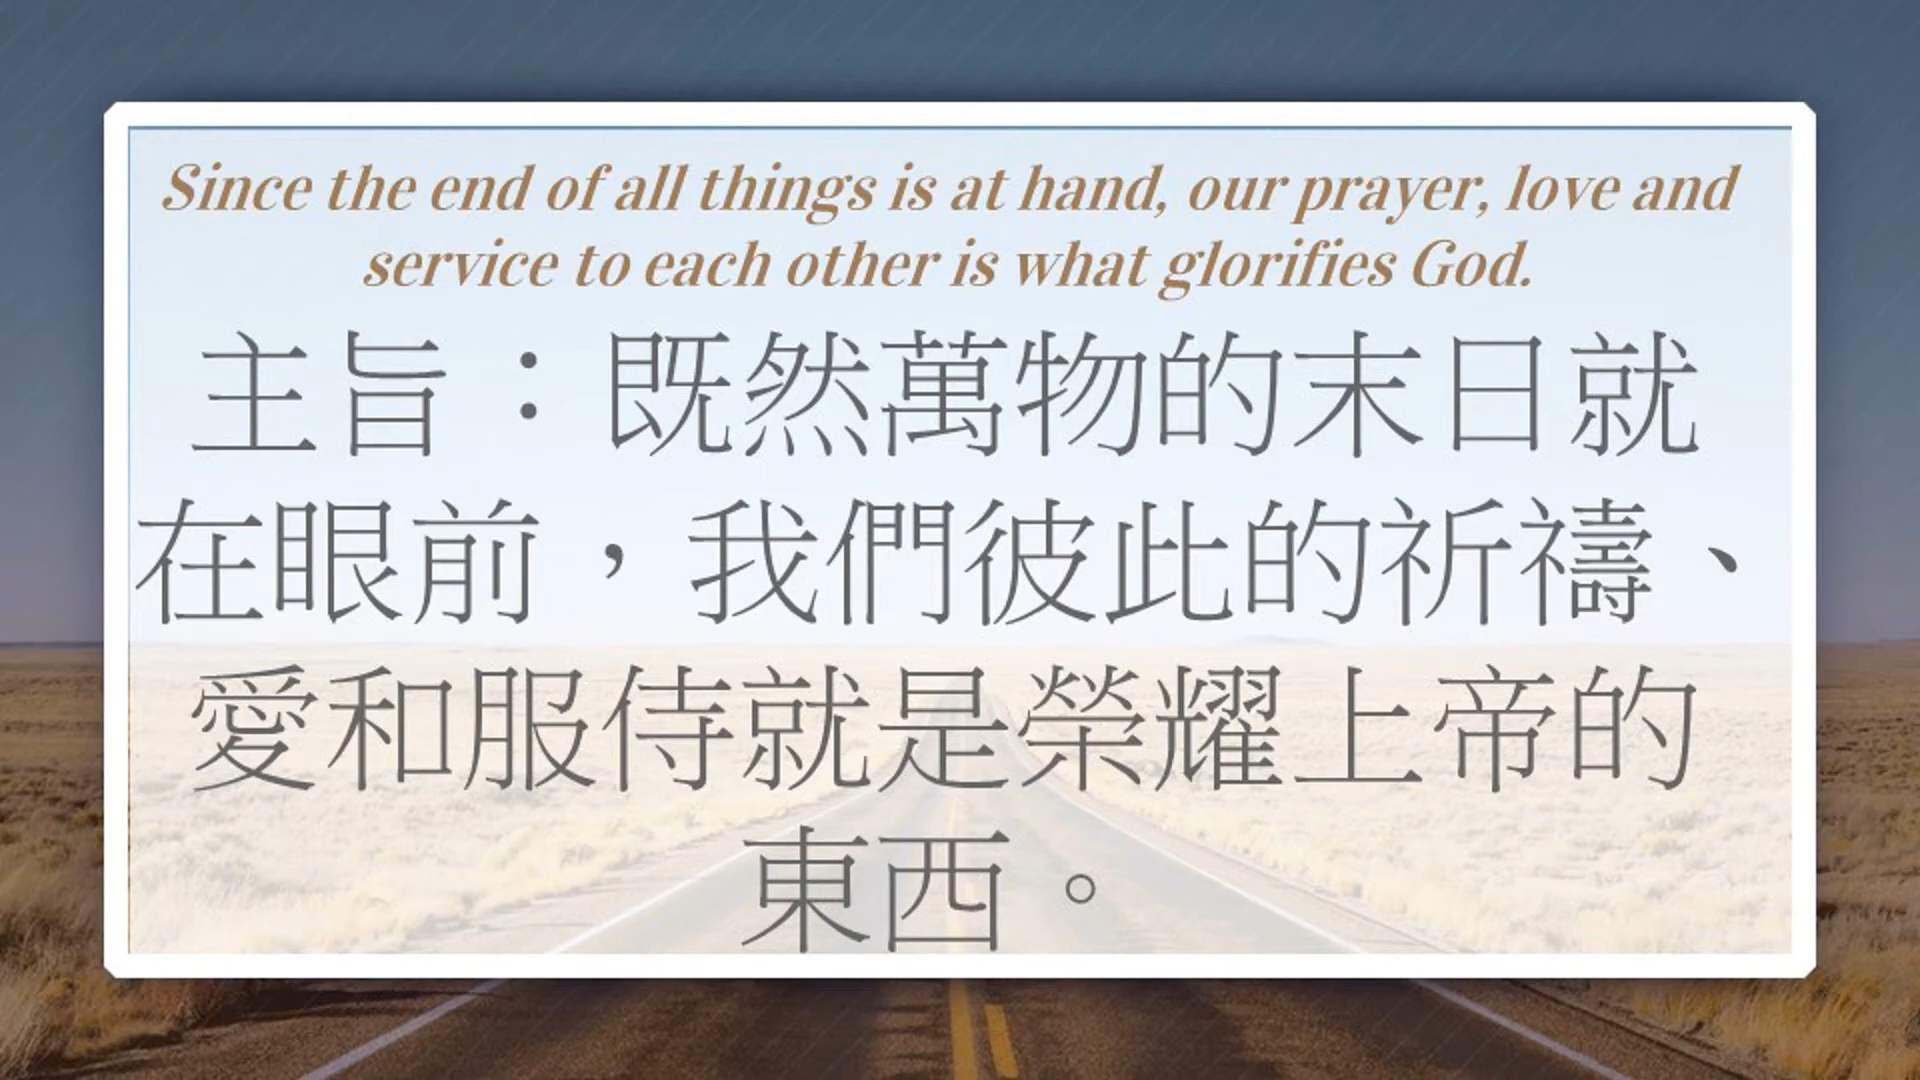 Since the end of all things is at hand, our prayer, love and
service to each other is what glorifies God.
主旨：既然萬物的末日就
在眼前，我們彼此的祈禱、
愛和服侍就是榮耀上帝的
東西。